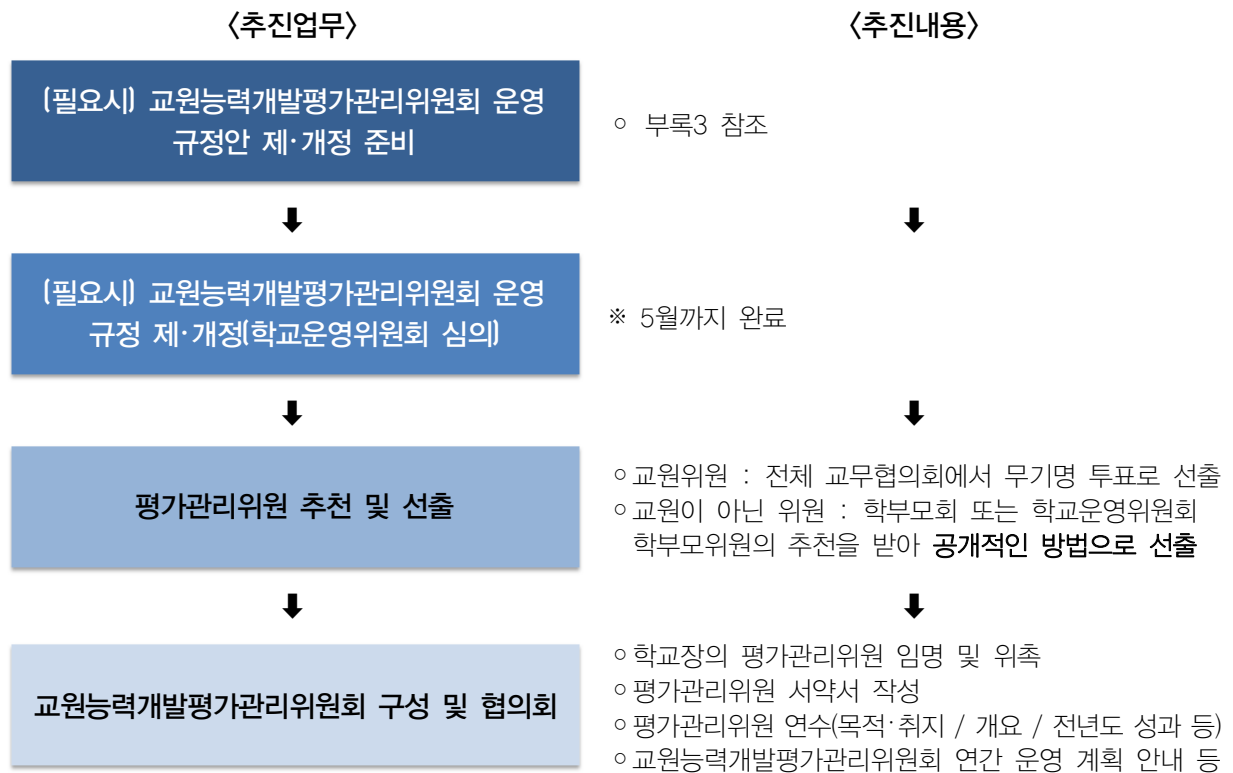 〈추진업무〉 〈추진내용〉
(필요시) 교원능력개발평가관리위원회 운영
규정안 제·개정 준비
○ 부록3 참조
⬇ ⬇
(필요시) 교원능력개발평가관리위원회 운영
규정 제·개정(학교운영위원회 심의)
※ 5월까지 완료
⬇ ⬇
평가관리위원 추천 및 선출
○교원위원 : 전체 교무협의회에서 무기명 투표로 선출
○교원이 아닌 위원 : 학부모회 또는 학교운영위원회
학부모위원의 추천을 받아 공개적인 방법으로 선출
⬇ ⬇
교원능력개발평가관리위원회 구성 및 협의회
○학교장의 평가관리위원 임명 및 위촉
○평가관리위원 서약서 작성
○평가관리위원 연수(목적·취지 / 개요 / 전년도 성과 등)
○교원능력개발평가관리위원회 연간 운영 계획 안내 등